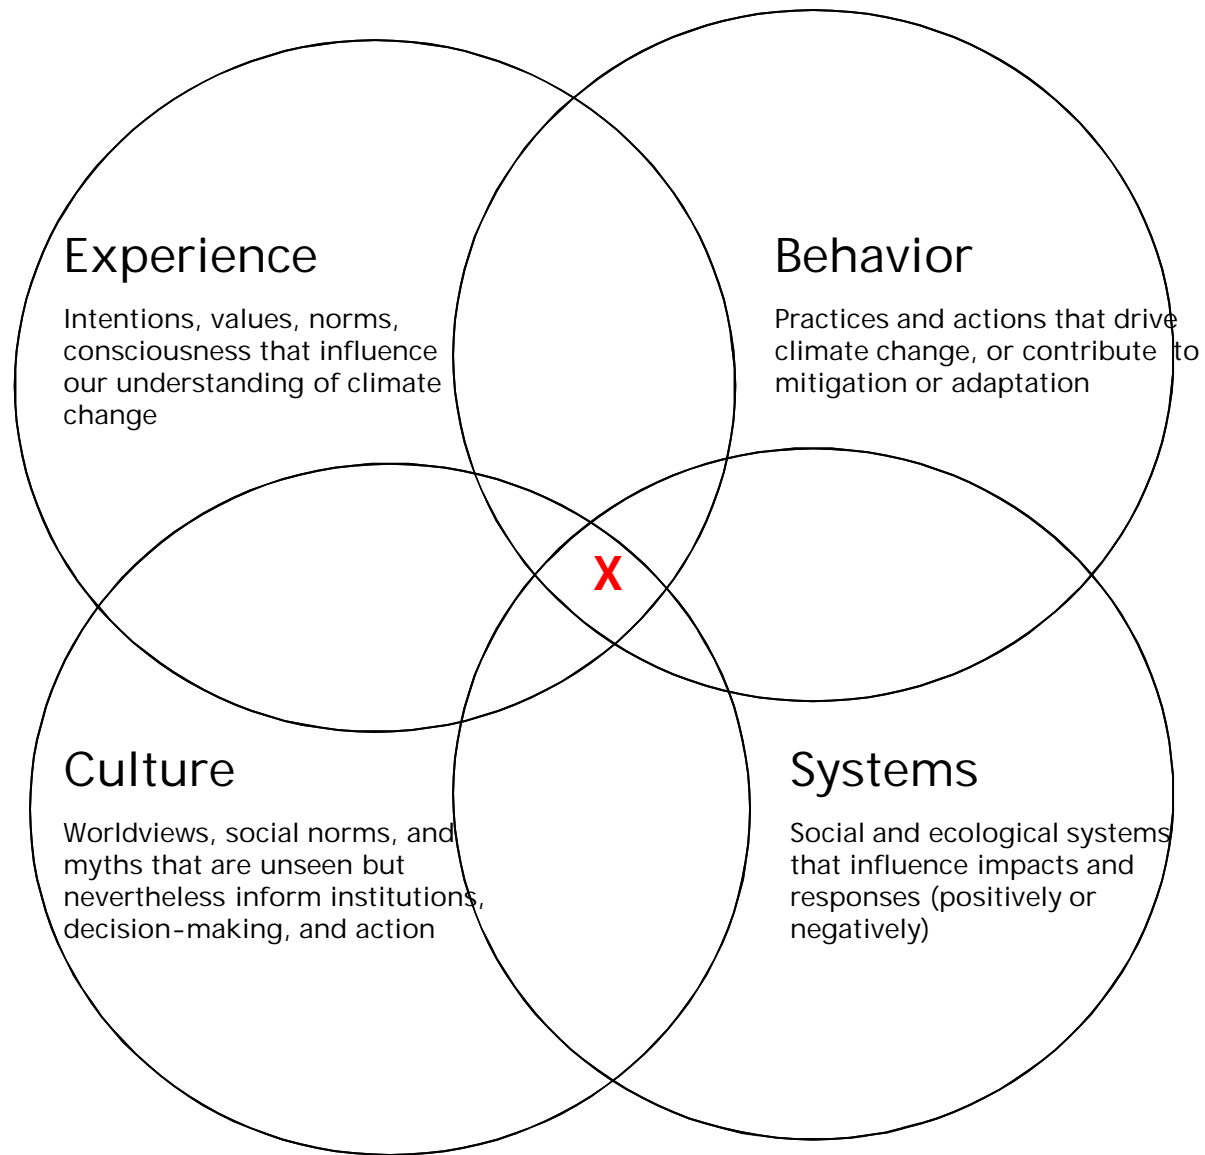 Experience
Intentions, values, norms,
consciousness that influence
our understanding of climate
change
Behavior
Practices and actions that drive
climate change, or contribute to
mitigation or adaptation
X
Culture
Worldviews, social norms, and
myths that are unseen but
nevertheless inform institutions,
decision-making, and action
Systems
Social and ecological systems
that influence impacts and
responses (positively or
negatively)